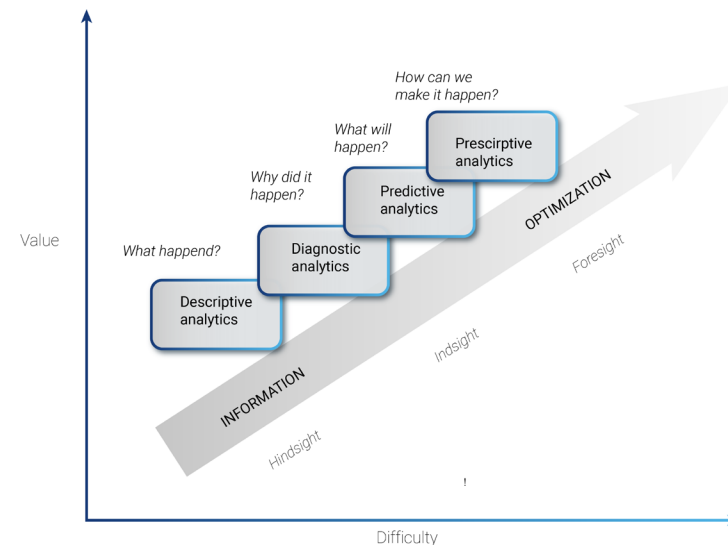 How can we
make it happen?
What will
happen?
Prescirptive
analytics
Why did it
happen?
Predictive
analytics
OPTIMIZATION
Value
What happend?
Diagnostic
analytics
Foresight
Descriptive
analytics
Indsight
INFORMATION
Hindsight
!
Difficulty